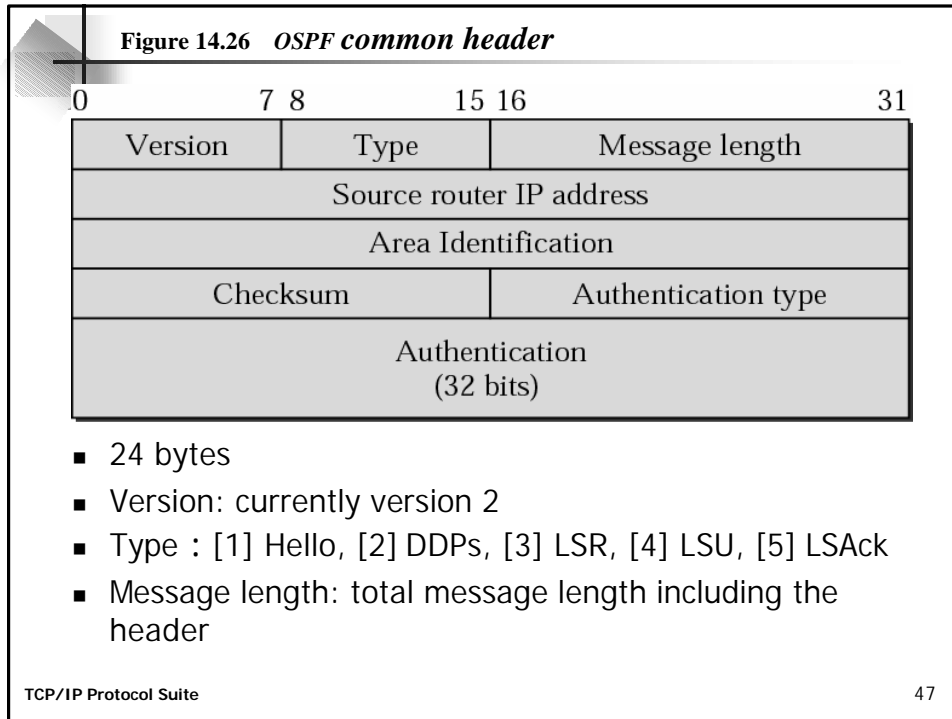 Figure 14.26 OSPF common header
0 7 8 15 16 31
Version Type Message length
Source router IP address
Area Identification
Checksum Authentication type
Authentication
(32 bits)
■ 24 bytes
■ Version: currently version 2
■ Type : [1] Hello, [2] DDPs, [3] LSR, [4] LSU, [5] LSAck
■ Message length: total message length including the
header
TCP/IP Protocol Suite 47